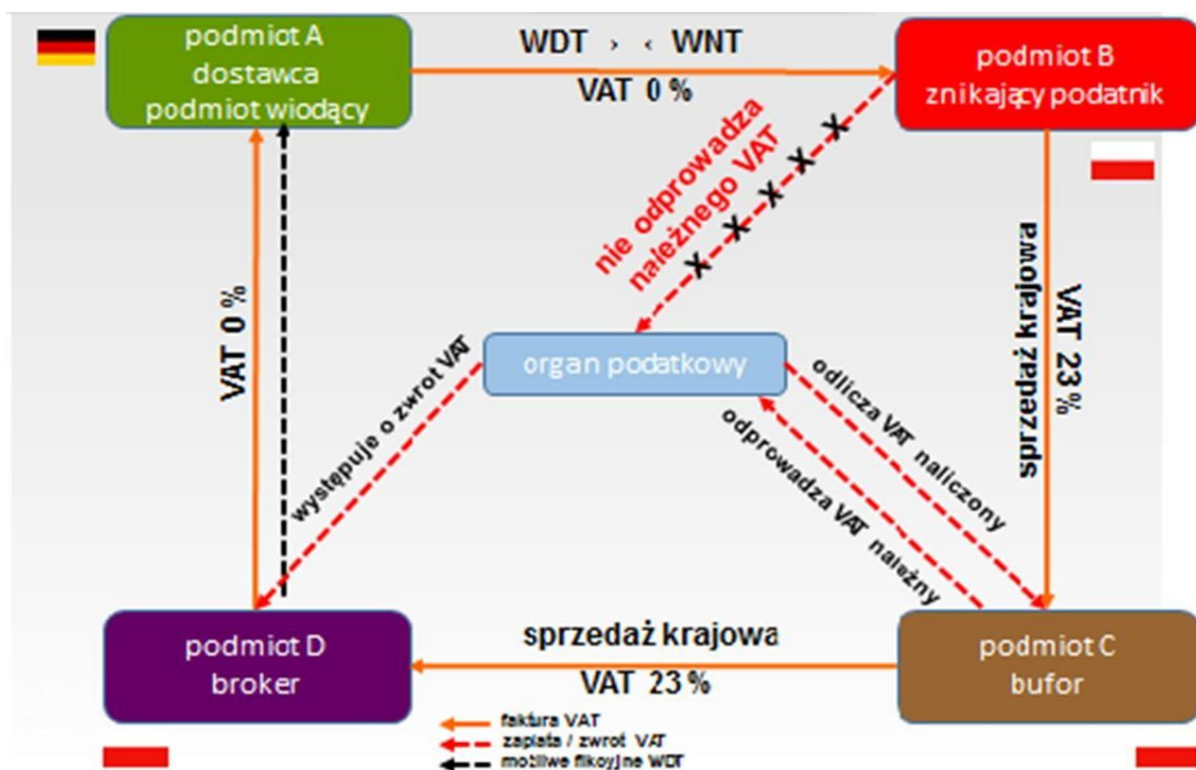 podmiot A
dostawca
podmiot wiodący
WDT › ‹ WNT
VAT 0 %
podmiot B
znikający podatnik
nie odprowadza
należnego VAT
VAT 0 %
występuje o zwrot VAT
organ podatkowy
odlicza VAT naliczony
odprowadza VAT należny
sprzedaż krajowa
VAT 23 %
podmiot D
broker
sprzedaż krajowa
VAT 23 %
podmiot C
bufor
faktura VAT
zapłata / zwrot VAT
możliwe fikcyjne WDT